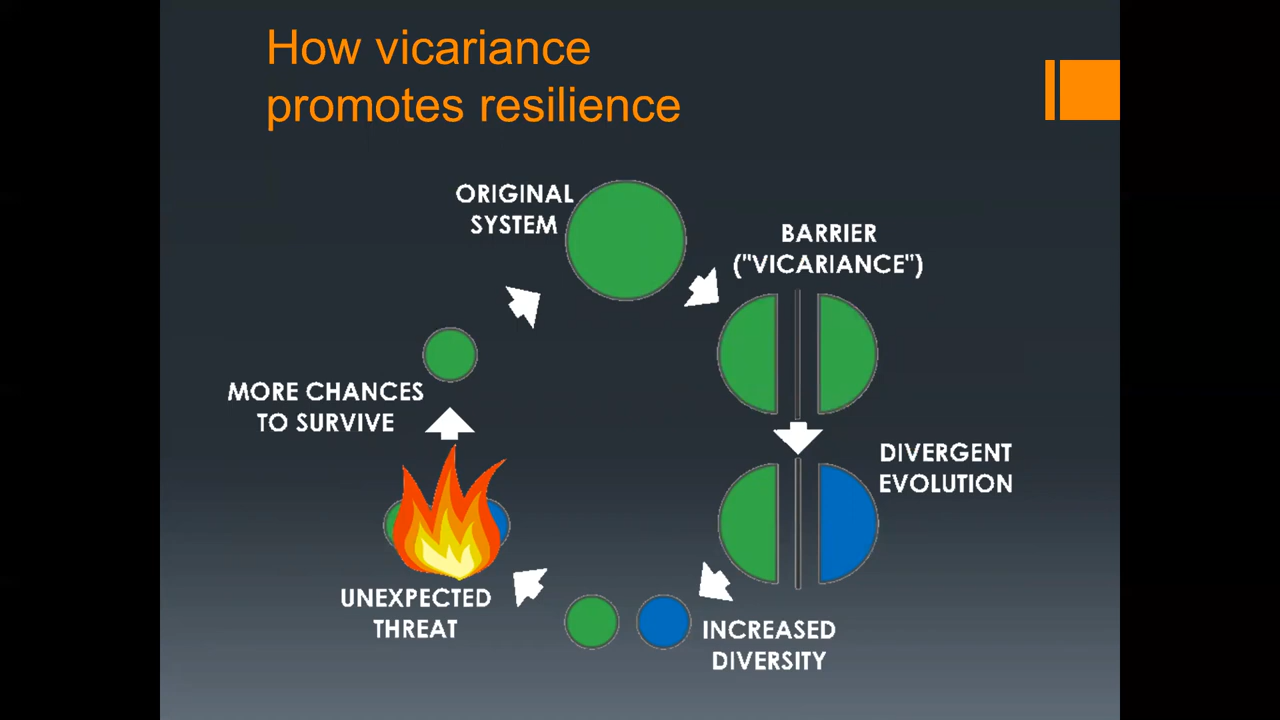 How vicariance
promotes resilience
ORIGINAL
SYSTEM
BARRIER
("VICARIANCE")
DIVERGENT
EVOLUTION
INCREASED
DIVERSITY
UNEXPECTED
THREAT
MORE CHANCES
TO SURVIVE